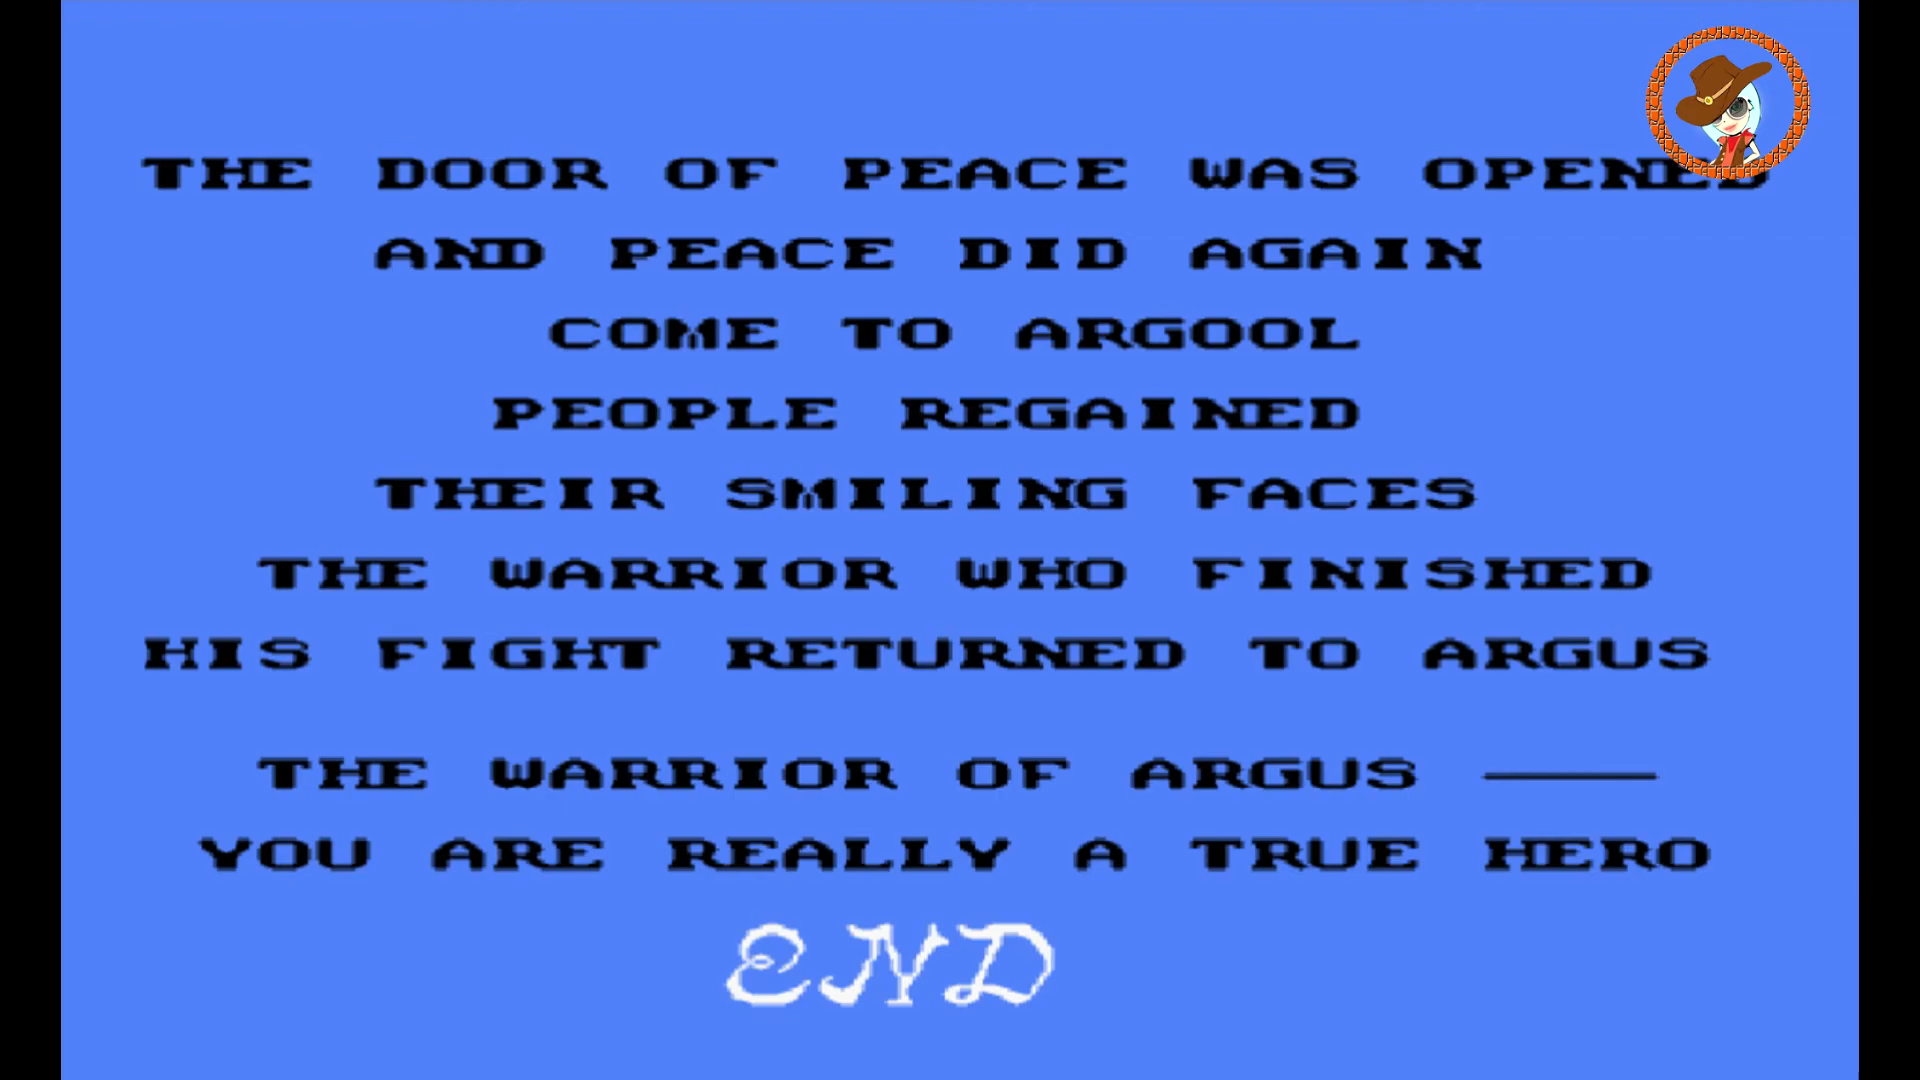 THE DOOR OF PEACE WAS OPENED
AND PEACE DID AGAIN
COME TO ARGOOL
PEOPLE REGAINED
THEIR SMILING FACES
THE WARRIOR WHO FINISHED
HIS FIGHT RETURNED TO ARGUS
THE WARRIOR OF ARGUS ———
YOU ARE REALLY A TRUE HERO
END